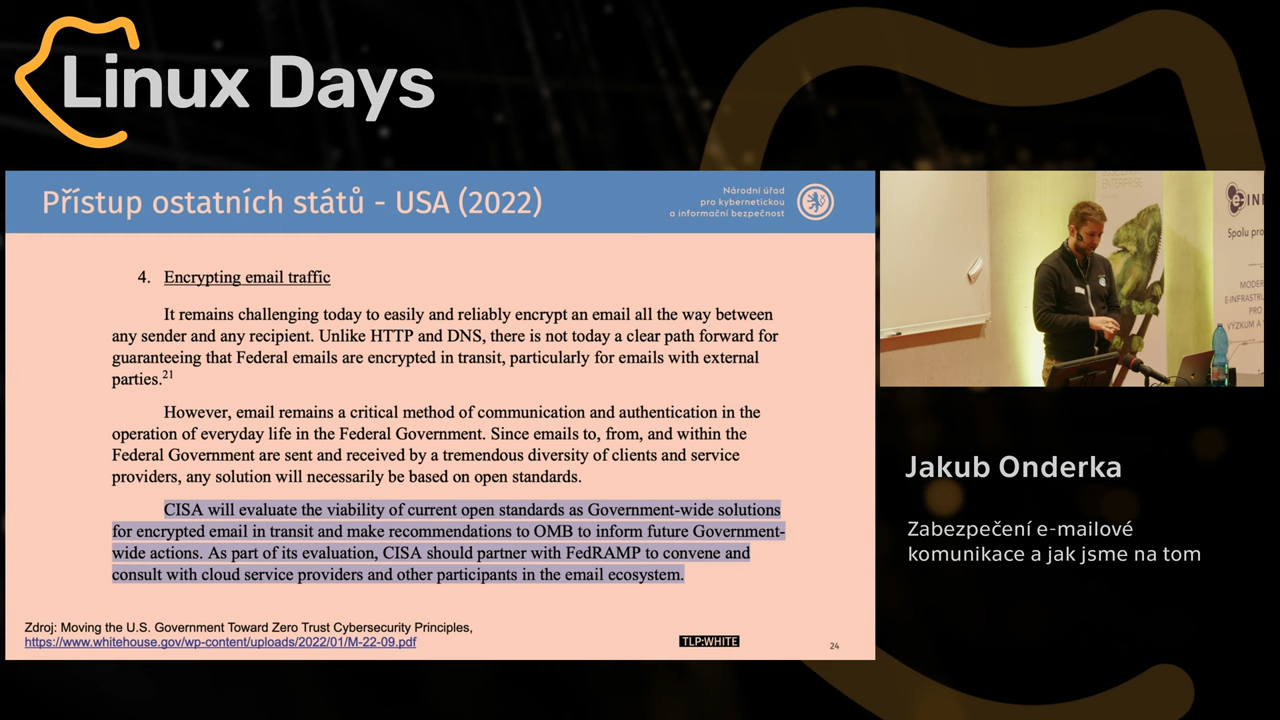 Linux Days
Přístup ostatních států - USA (2022)
Národní úřad
pro kybernetickou
a informační bezpečnost
4. Encrypting email traffic
It remains challenging today to easily and reliably encrypt an email all the way between
any sender and any recipient. Unlike HTTP and DNS, there is not today a clear path forward for
guaranteeing that Federal emails are encrypted in transit, particularly for emails with external
parties.21
However, email remains a critical method of communication and authentication in the
operation of everyday life in the Federal Government. Since emails to, from, and within the
Federal Government are sent and received by a tremendous diversity of clients and service
providers, any solution will necessarily be based on open standards.
CISA will evaluate the viability of current open standards as Government-wide solutions
for encrypted email in transit and make recommendations to OMB to inform future Government-
wide actions. As part of its evaluation, CISA should partner with FedRAMP to convene and
consult with cloud service providers and other participants in the email ecosystem.
Zdroj: Moving the U.S. Government Toward Zero Trust Cybersecurity Principles,
https://www.whitehouse.gov/wp-content/uploads/2022/01/M-22-09.pdf
TLP:WHITE
24
ENTERPRISE
e-IN
Spolu pro
MODER
E-INFRASTRU
PRO
VÝZKUM A
Jakub Onderka
Zabezpečení e-mailové
komunikace a jak jsme na tom